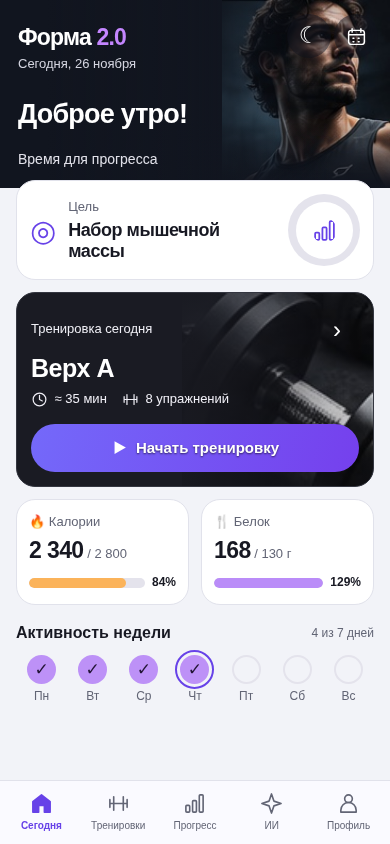 Форма 2.0
Сегодня, 26 ноября
Доброе утро!
Время для прогресса
Цель
Набор мышечной
массы
Тренировка сегодня
Верх А
≈ 35 мин
8 упражнений
Начать тренировку
Калории
2 340 / 2 800
84%
Белок
168 / 130 г
129%
Активность недели
4 из 7 дней
Пн Вт Ср Чт Пт Сб Вс
Сегодня Тренировки Прогресс ИИ Профиль